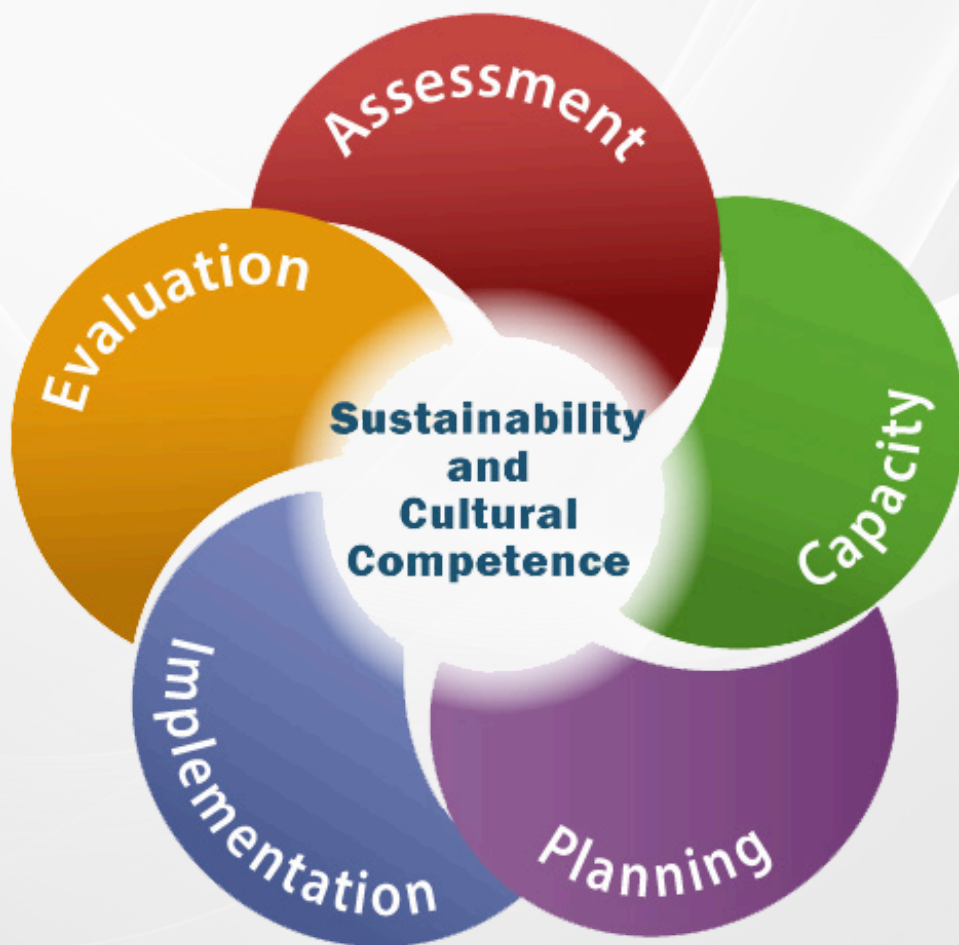 Assessment
Capacity
Planning
Implementation
Evaluation
Sustainability
and
Cultural
Competence